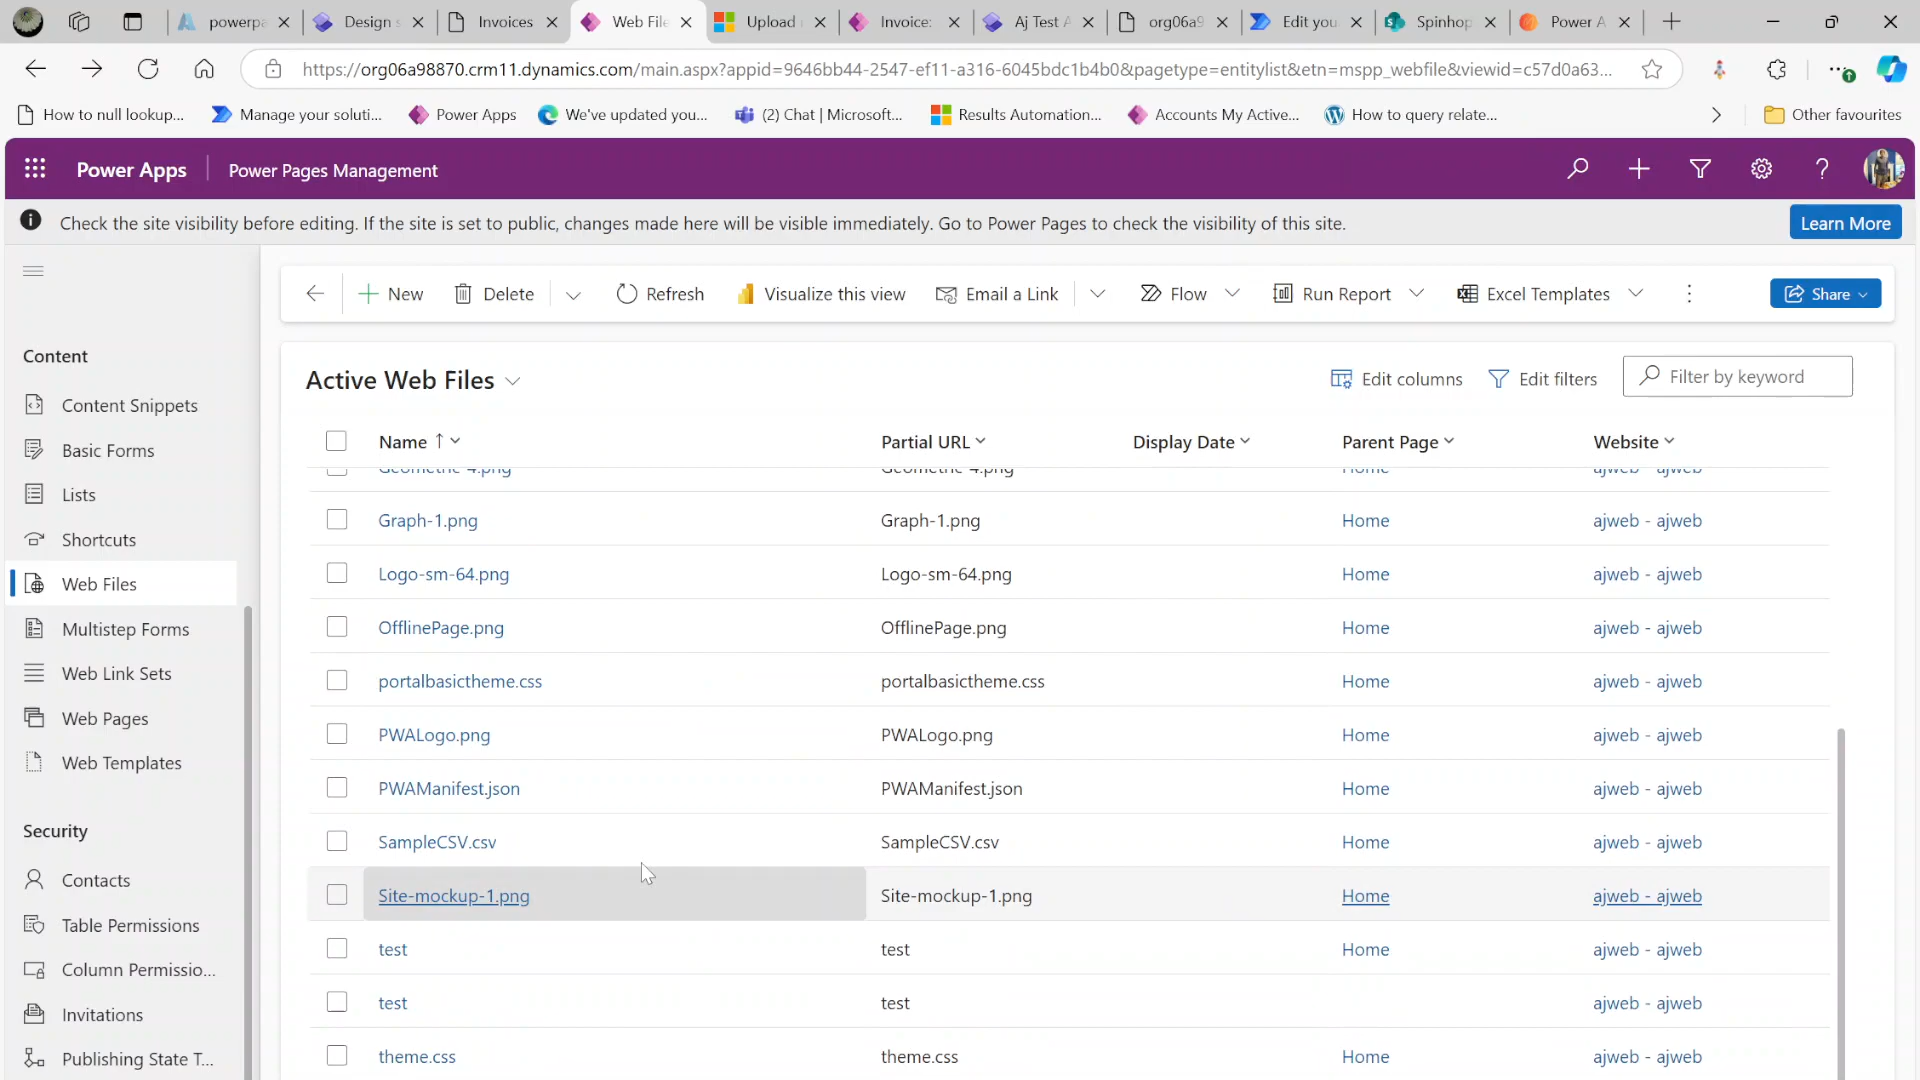 powerpa
Design s
Invoices
Web File
Upload
Invoice:
Aj Test A
org06a9
Edit you
Spinhop
Power A
https://org06a98870.crm11.dynamics.com/main.aspx?appid=9646bb44-2547-ef11-a316-6045bdc1b4b0&pagetype=entitylist&etn=mspp_webfile&viewid=c57d0a63...
How to null lookup...
Manage your soluti...
Power Apps
We've updated you...
(2) Chat | Microsoft...
Results Automation...
Accounts My Active...
How to query relate...
Other favourites
Power Apps
Power Pages Management
Check the site visibility before editing. If the site is set to public, changes made here will be visible immediately. Go to Power Pages to check the visibility of this site.
Learn More
New
Delete
Refresh
Visualize this view
Email a Link
Flow
Run Report
Excel Templates
Share
Content
Content Snippets
Basic Forms
Lists
Shortcuts
Web Files
Multistep Forms
Web Link Sets
Web Pages
Web Templates
Security
Contacts
Table Permissions
Column Permissio...
Invitations
Publishing State T...
Active Web Files
Edit columns
Edit filters
Filter by keyword
Name ↑ Partial URL Display Date Parent Page Website
Geometric-4.png Geometric-4.png Home ajweb - ajweb
Graph-1.png Graph-1.png Home ajweb - ajweb
Logo-sm-64.png Logo-sm-64.png Home ajweb - ajweb
OfflinePage.png OfflinePage.png Home ajweb - ajweb
portalbasictheme.css portalbasictheme.css Home ajweb - ajweb
PWALogo.png PWALogo.png Home ajweb - ajweb
PWAManifest.json PWAManifest.json Home ajweb - ajweb
SampleCSV.csv SampleCSV.csv Home ajweb - ajweb
Site-mockup-1.png Site-mockup-1.png Home ajweb - ajweb
test test Home ajweb - ajweb
test test ajweb - ajweb
theme.css theme.css Home ajweb - ajweb